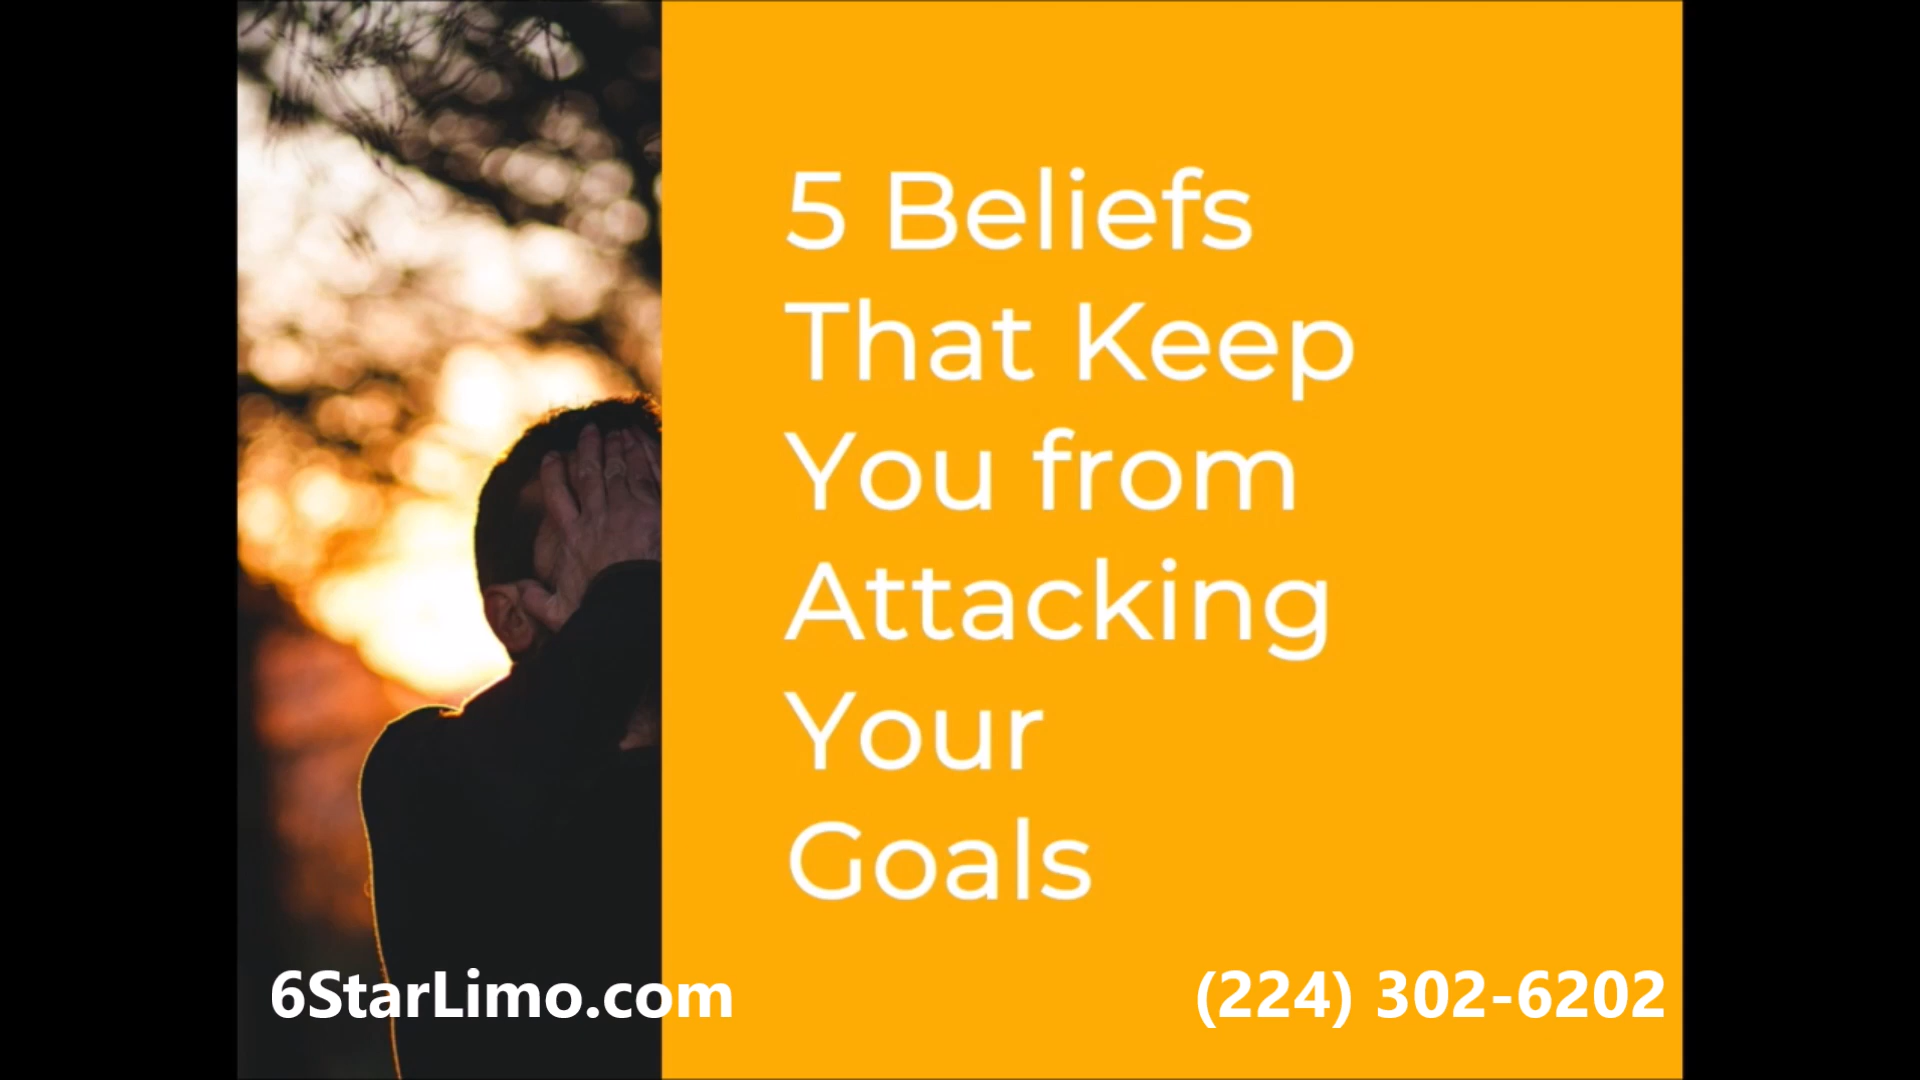 5 Beliefs
That Keep
You from
Attacking
Your
Goals
6StarLimo.com
(224) 302-6202